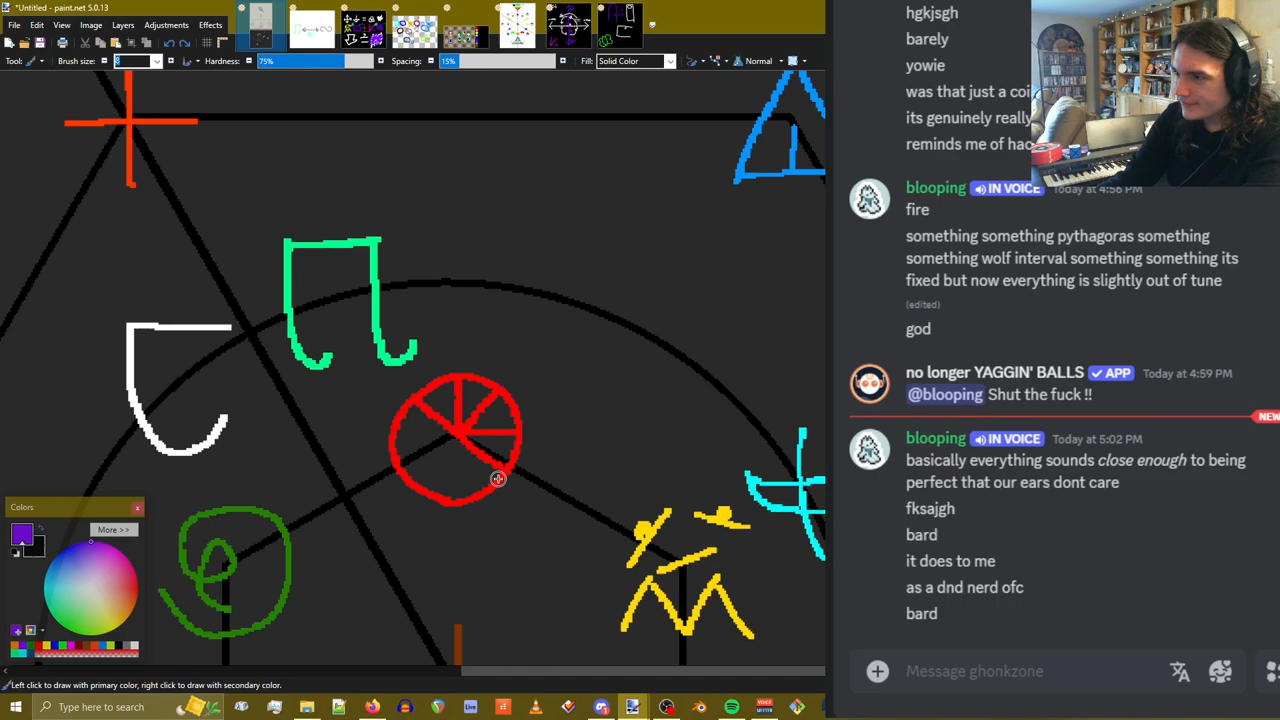 *Untitled - paint.net 5.0.13
File Edit View Image Layers Adjustments Effects
Tool: Brush size: Hardness: 75% Spacing: 15% Fill: Solid Color Normal
Colors
More >>
Left click to draw with primary color, right click to draw with secondary color.
Type here to search
hgkjsgh
barely
yowie
was that just a coi
its genuinely really
reminds me of hac
blooping IN VOICE Today at 4:56 PM
fire
something something pythagoras something
something wolf interval something something its
fixed but now everything is slightly out of tune
(edited)
god
no longer YAGGIN' BALLS APP Today at 4:59 PM
@blooping Shut the fuck !!
NEW
blooping IN VOICE Today at 5:02 PM
basically everything sounds close enough to being
perfect that our ears dont care
fksajgh
bard
it does to me
as a dnd nerd ofc
bard
Message ghonkzone